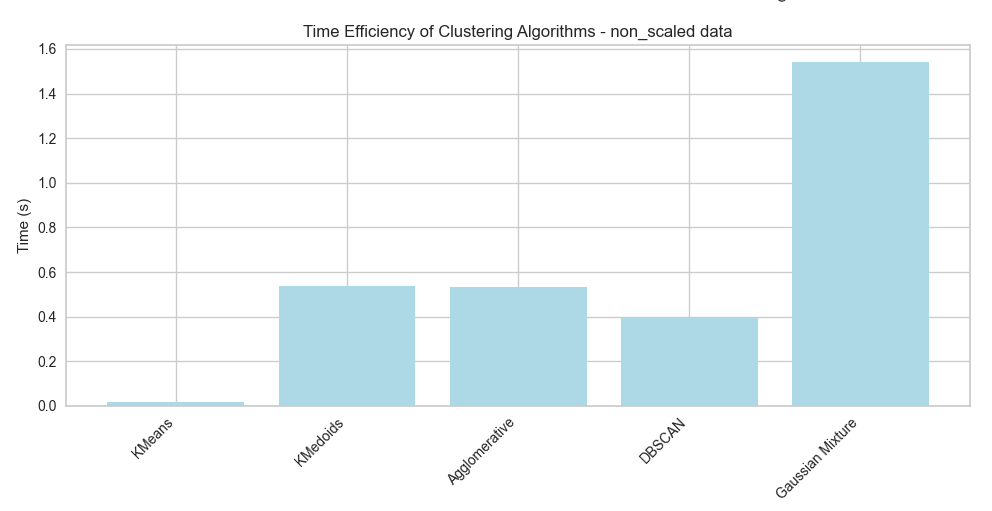 Time Efficiency of Clustering Algorithms - non_scaled data
1.6
1.4
1.2
1.0
0.8
0.6
0.4
0.2
0.0
Time (s)
KMeans
KMedoids
Agglomerative
DBSCAN
Gaussian Mixture